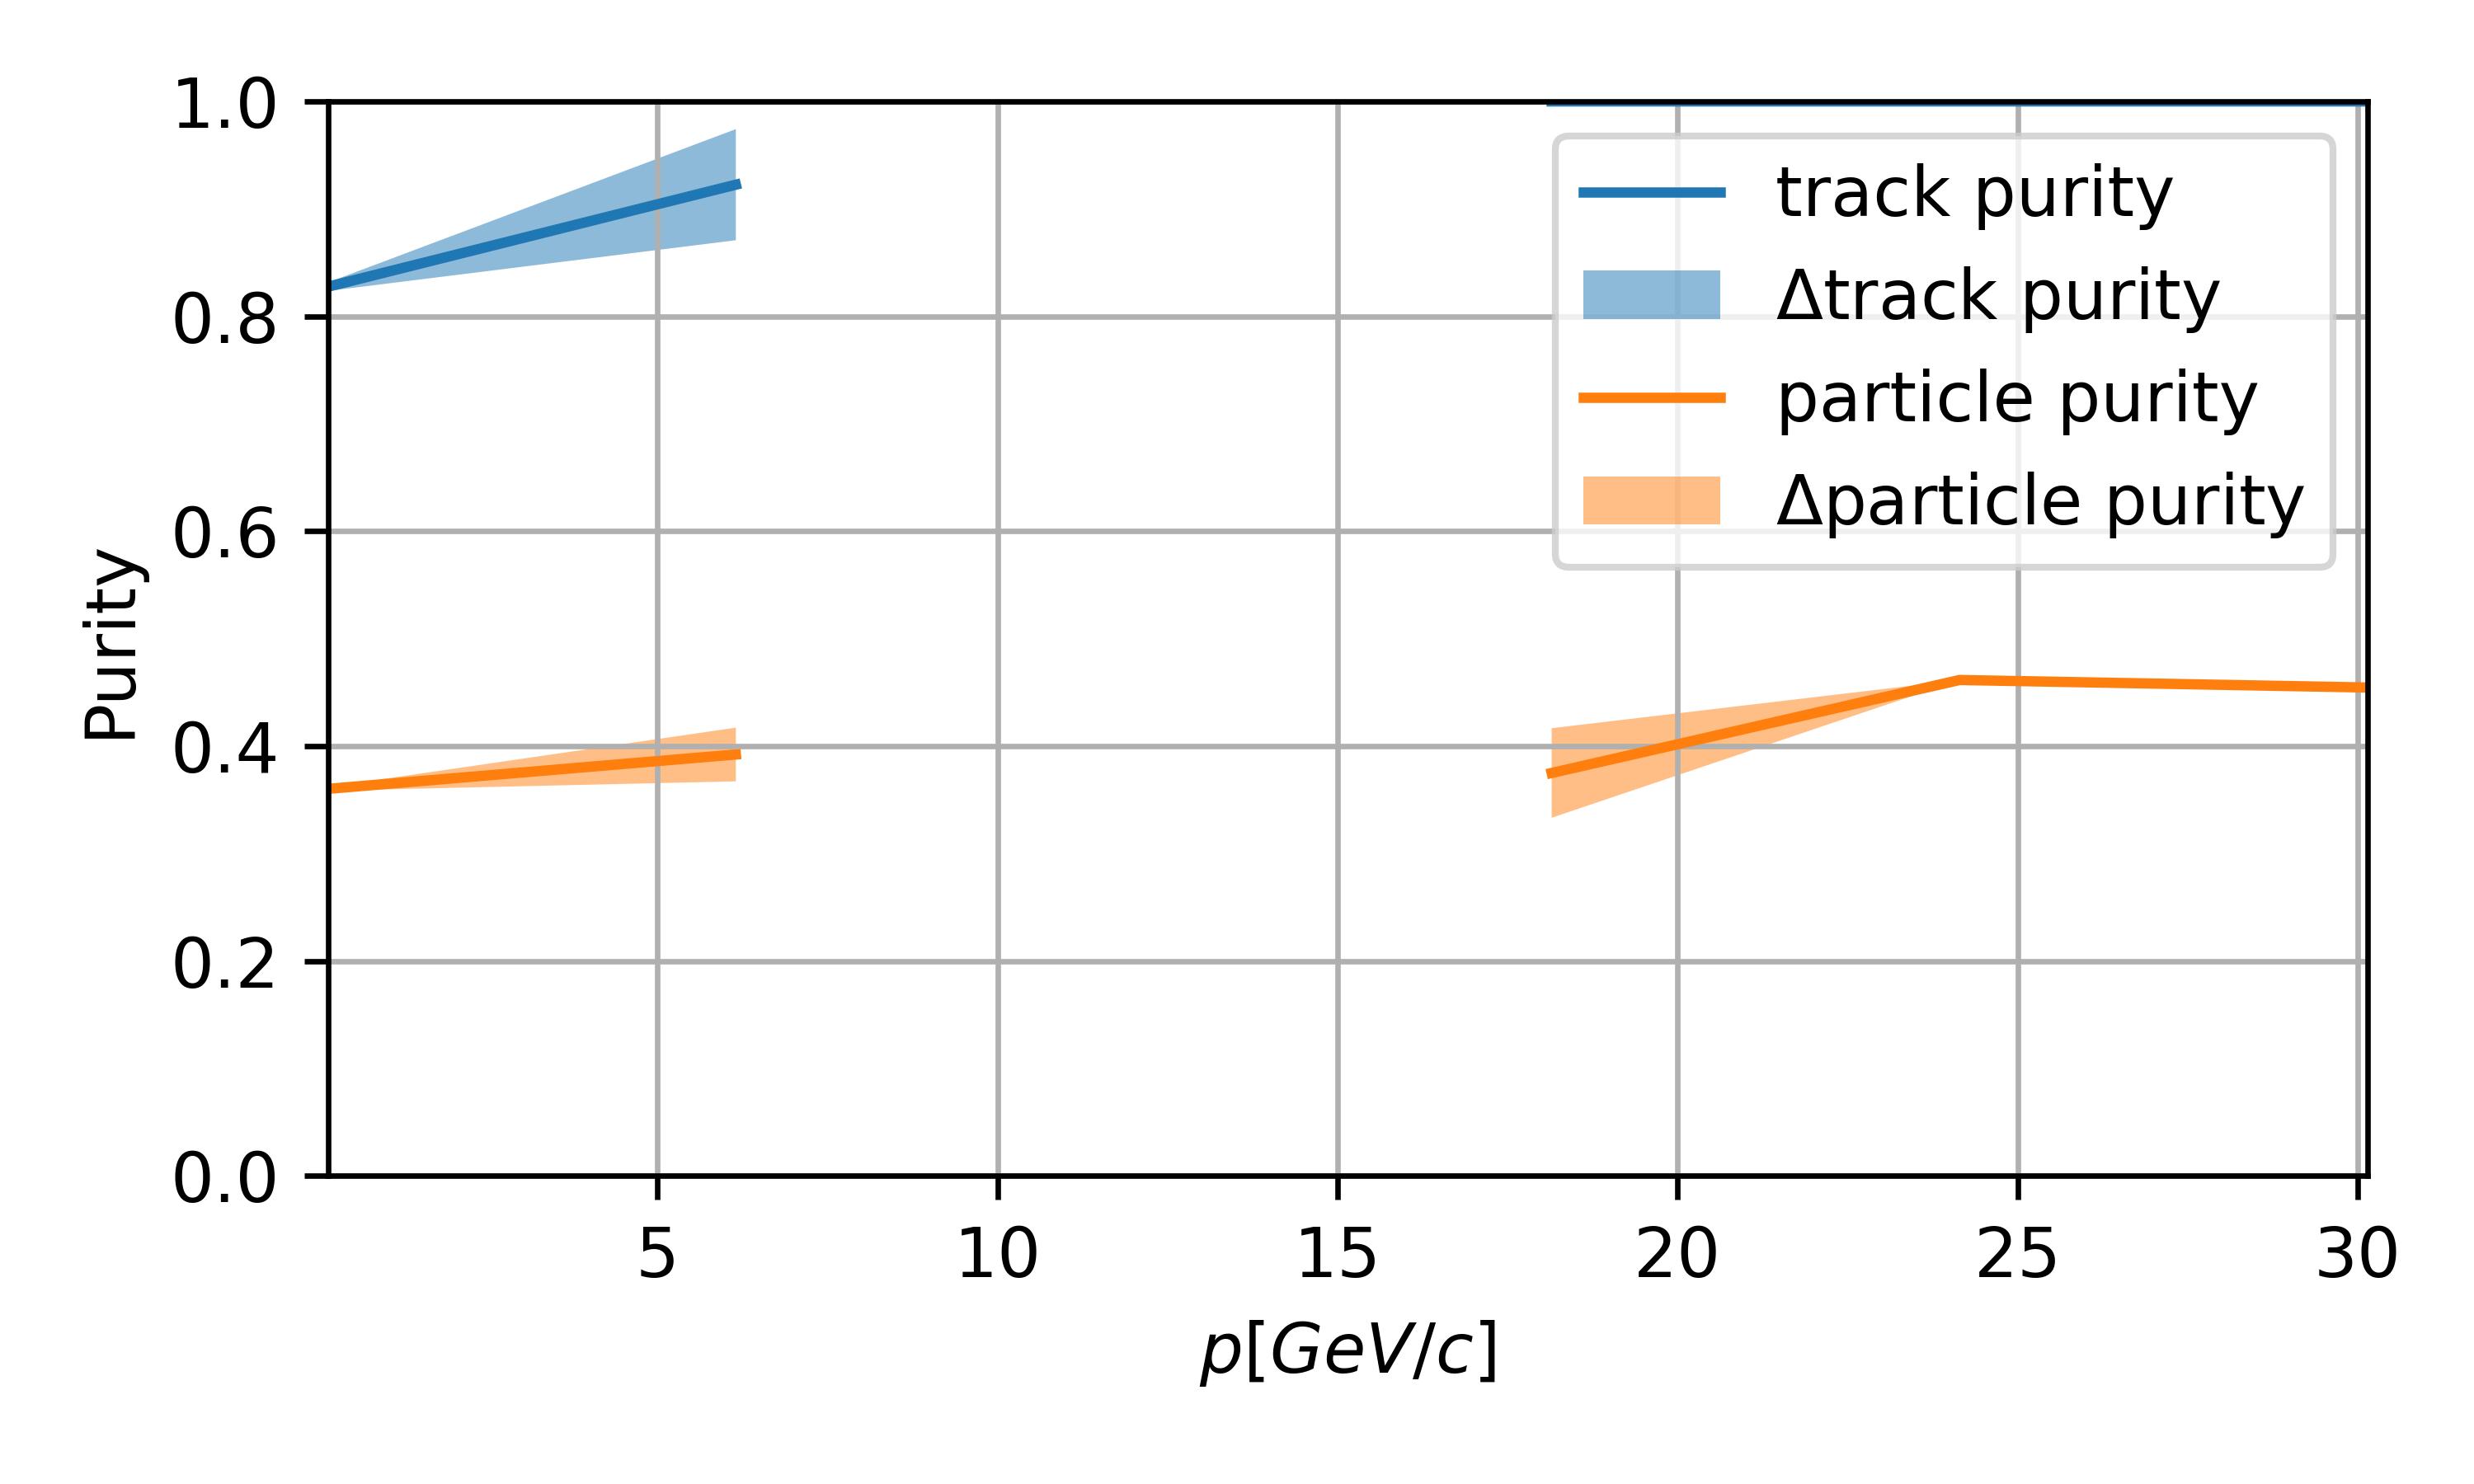 1.0
0.8
0.6
0.4
0.2
0.0
Purity
track purity
Δtrack purity
particle purity
Δparticle purity
5 10 15 20 25 30
p[GeV/c]